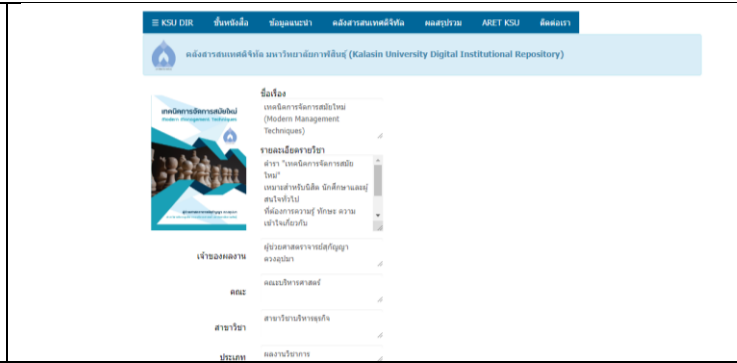 ≡ KSU DIR ชั้นหนังสือ ข้อมูลแนะนำ คลังสารสนเทศดิจิทัล ผลสรุปรวม ARET KSU ติดต่อเรา
คลังสารสนเทศดิจิทัล มหาวิทยาลัยกาฬสินธุ์ (Kalasin University Digital Institutional Repository)
เทคนิคการจัดการสมัยใหม่
Modern Management Techniques
ชื่อเรื่อง
เทคนิคการจัดการสมัยใหม่
(Modern Management
Techniques)
รายละเอียดรายวิชา
ตำรา "เทคนิคการจัดการสมัย
ใหม่"
เหมาะสำหรับนิสิต นักศึกษาและผู้
สนใจทั่วไป
ที่ต้องการความรู้ ทักษะ ความ
เข้าใจเกี่ยวกับ
เจ้าของผลงาน
ผู้ช่วยศาสตราจารย์สุกัญญา
ดวงอุปมา
คณะ
คณะบริหารศาสตร์
สาขาวิชา
สาขาวิชาบริหารธุรกิจ
ประเภท
ผลงานวิชาการ